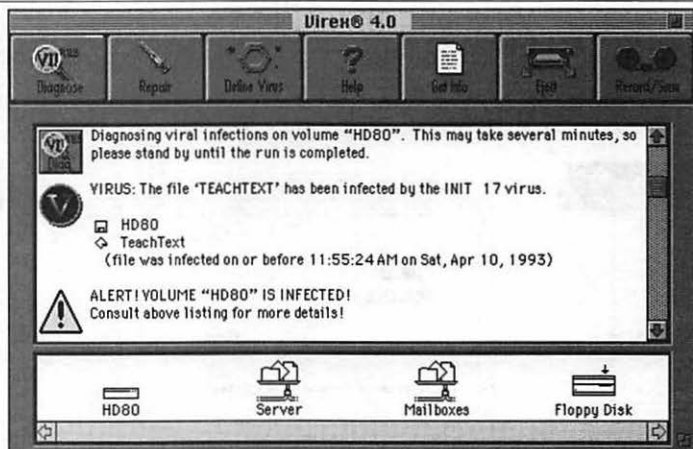 Virex® 4.0
Diagnose
Repair
Define Virus
Help
Get Info
Eject
Record/Scan
Diagnosing viral infections on volume “HD80”. This may take several minutes, so
please stand by until the run is completed.
VIRUS: The file ‘TEACHTEXT’ has been infected by the INIT 17 virus.
HD80
TeachText
(file was infected on or before 11:55:24 AM on Sat, Apr 10, 1993)
ALERT! VOLUME “HD80” IS INFECTED!
Consult above listing for more details!
HD80
Server
Mailboxes
Floppy Disk